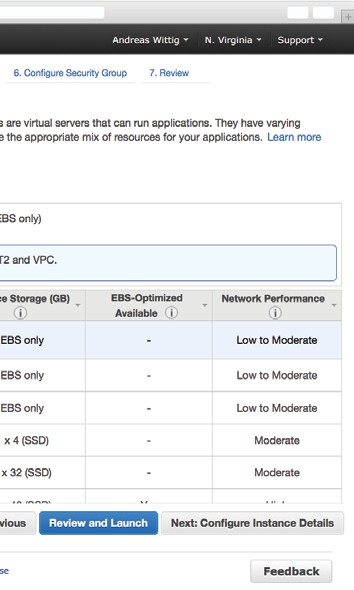 Andreas Wittig N. Virginia Support
6. Configure Security Group 7. Review
s are virtual servers that can run applications. They have varying
e the appropriate mix of resources for your applications. Learn more
EBS only)
T2 and VPC.
ce Storage (GB) EBS-Optimized Available Network Performance
EBS only - Low to Moderate
EBS only - Low to Moderate
EBS only - Low to Moderate
x 4 (SSD) - Moderate
x 32 (SSD) - Moderate
vious Review and Launch Next: Configure Instance Details
se Feedback